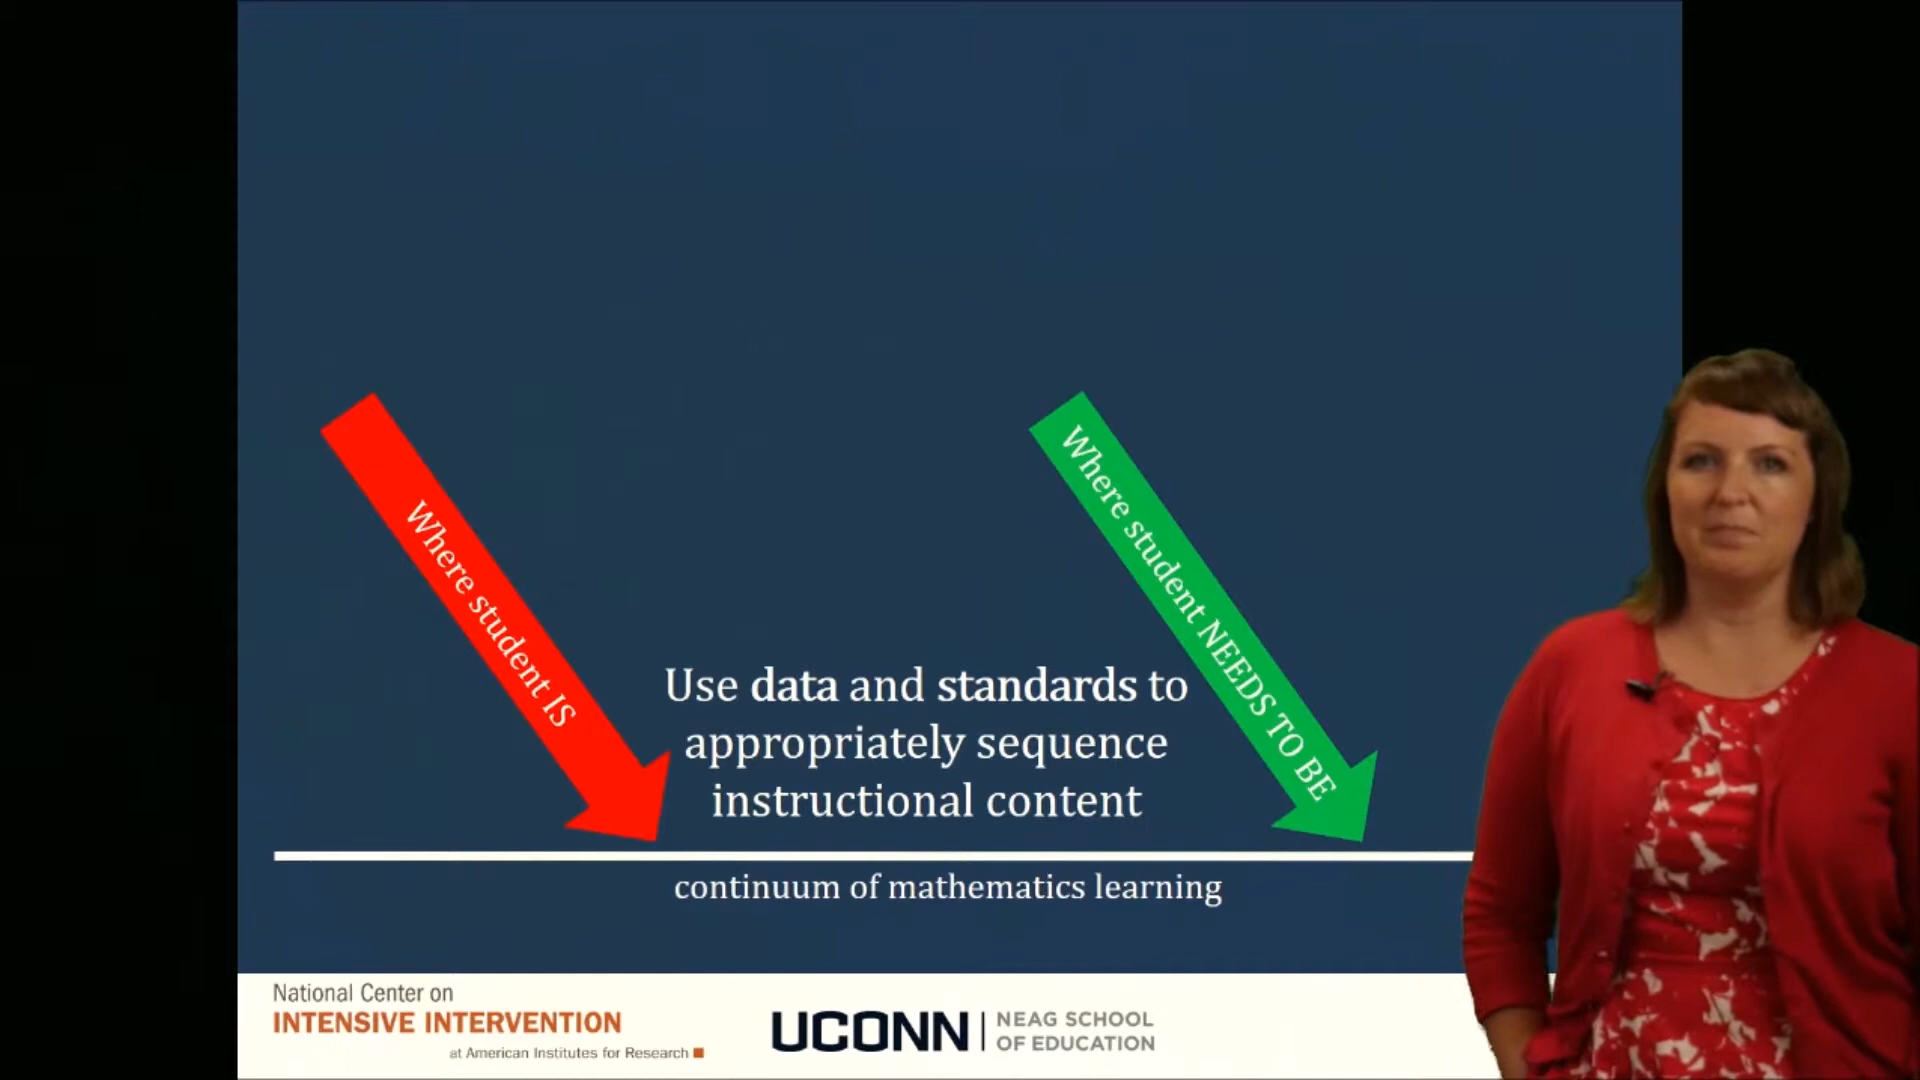 Where student IS
Where student NEEDS TO BE
Use data and standards to
appropriately sequence
instructional content
continuum of mathematics learning
National Center on
INTENSIVE INTERVENTION
at American Institutes for Research
UCONN
NEAG SCHOOL
OF EDUCATION